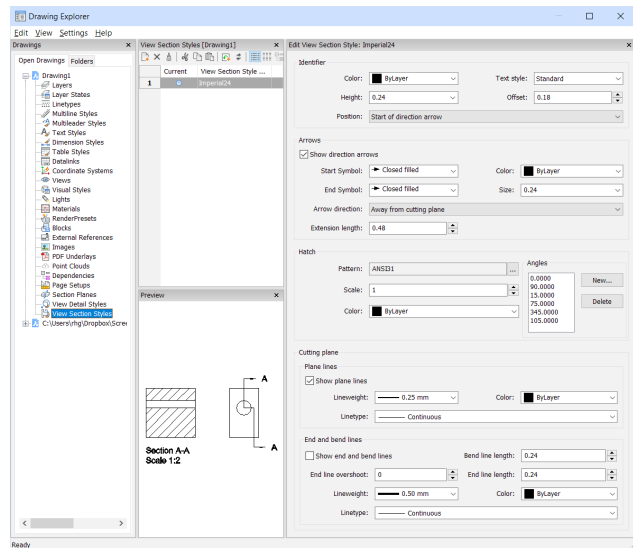 Drawing Explorer
Edit View Settings Help
Drawings
Open Drawings Folders
Drawing1
Layers
Layer States
Linetypes
Multiline Styles
Multileader Styles
Text Styles
Dimension Styles
Table Styles
Datalinks
Coordinate Systems
Views
Visual Styles
Lights
Materials
RenderPresets
Blocks
External References
Images
PDF Underlays
Point Clouds
Dependencies
Page Setups
Section Planes
View Detail Styles
View Section Styles
C:\Users\rhg\Dropbox\Scree
View Section Styles [Drawing1]
Current View Section Style ...
1 Imperial24
Preview
A
A
Section A-A
Scale 1:2
Edit View Section Style: Imperial24
Identifier
Color: ByLayer Text style: Standard
Height: 0.24 Offset: 0.18
Position: Start of direction arrow
Arrows
Show direction arrows
Start Symbol: Closed filled Color: ByLayer
End Symbol: Closed filled Size: 0.24
Arrow direction: Away from cutting plane
Extension length: 0.48
Hatch
Pattern: ANSI31 ...
Scale: 1
Color: ByLayer
Angles
0.0000
90.0000
15.0000
75.0000
345.0000
105.0000
New...
Delete
Cutting plane
Plane lines
Show plane lines
Lineweight: 0.25 mm Color: ByLayer
Linetype: Continuous
End and bend lines
Show end and bend lines Bend line length: 0.24
End line overshoot: 0 End line length: 0.24
Lineweight: 0.50 mm Color: ByLayer
Linetype: Continuous
Ready